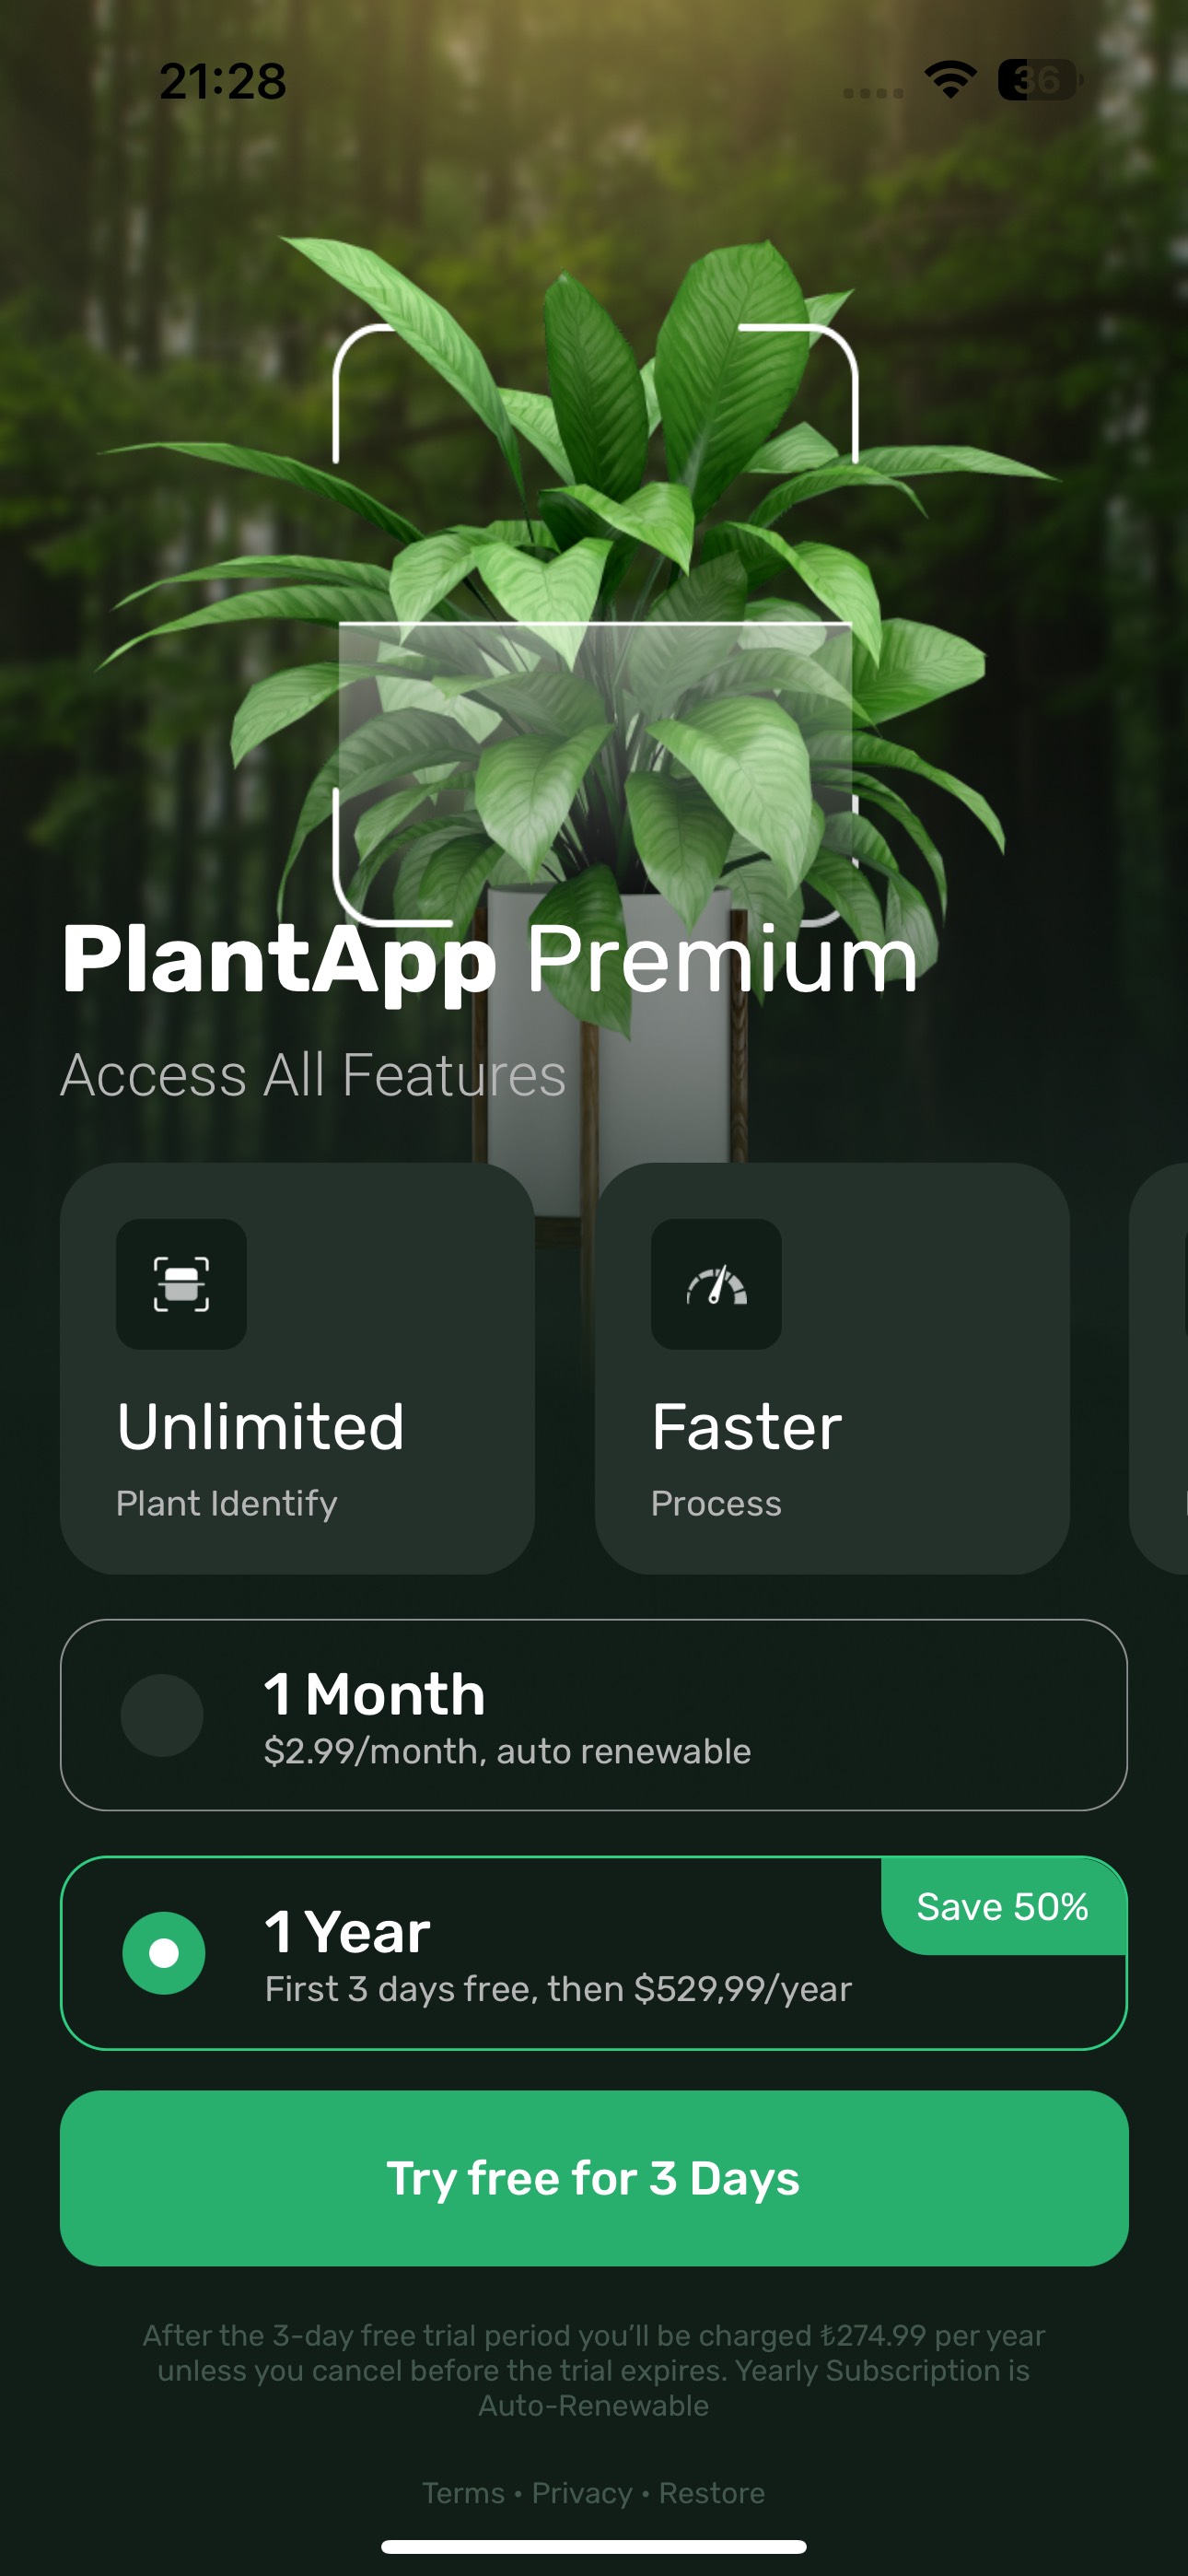 21:28
36
PlantApp Premium
Access All Features
Unlimited
Plant Identify
Faster
Process
1 Month
$2.99/month, auto renewable
Save 50%
1 Year
First 3 days free, then $529,99/year
Try free for 3 Days
After the 3-day free trial period you’ll be charged ₺274.99 per year
unless you cancel before the trial expires. Yearly Subscription is
Auto-Renewable
Terms • Privacy • Restore